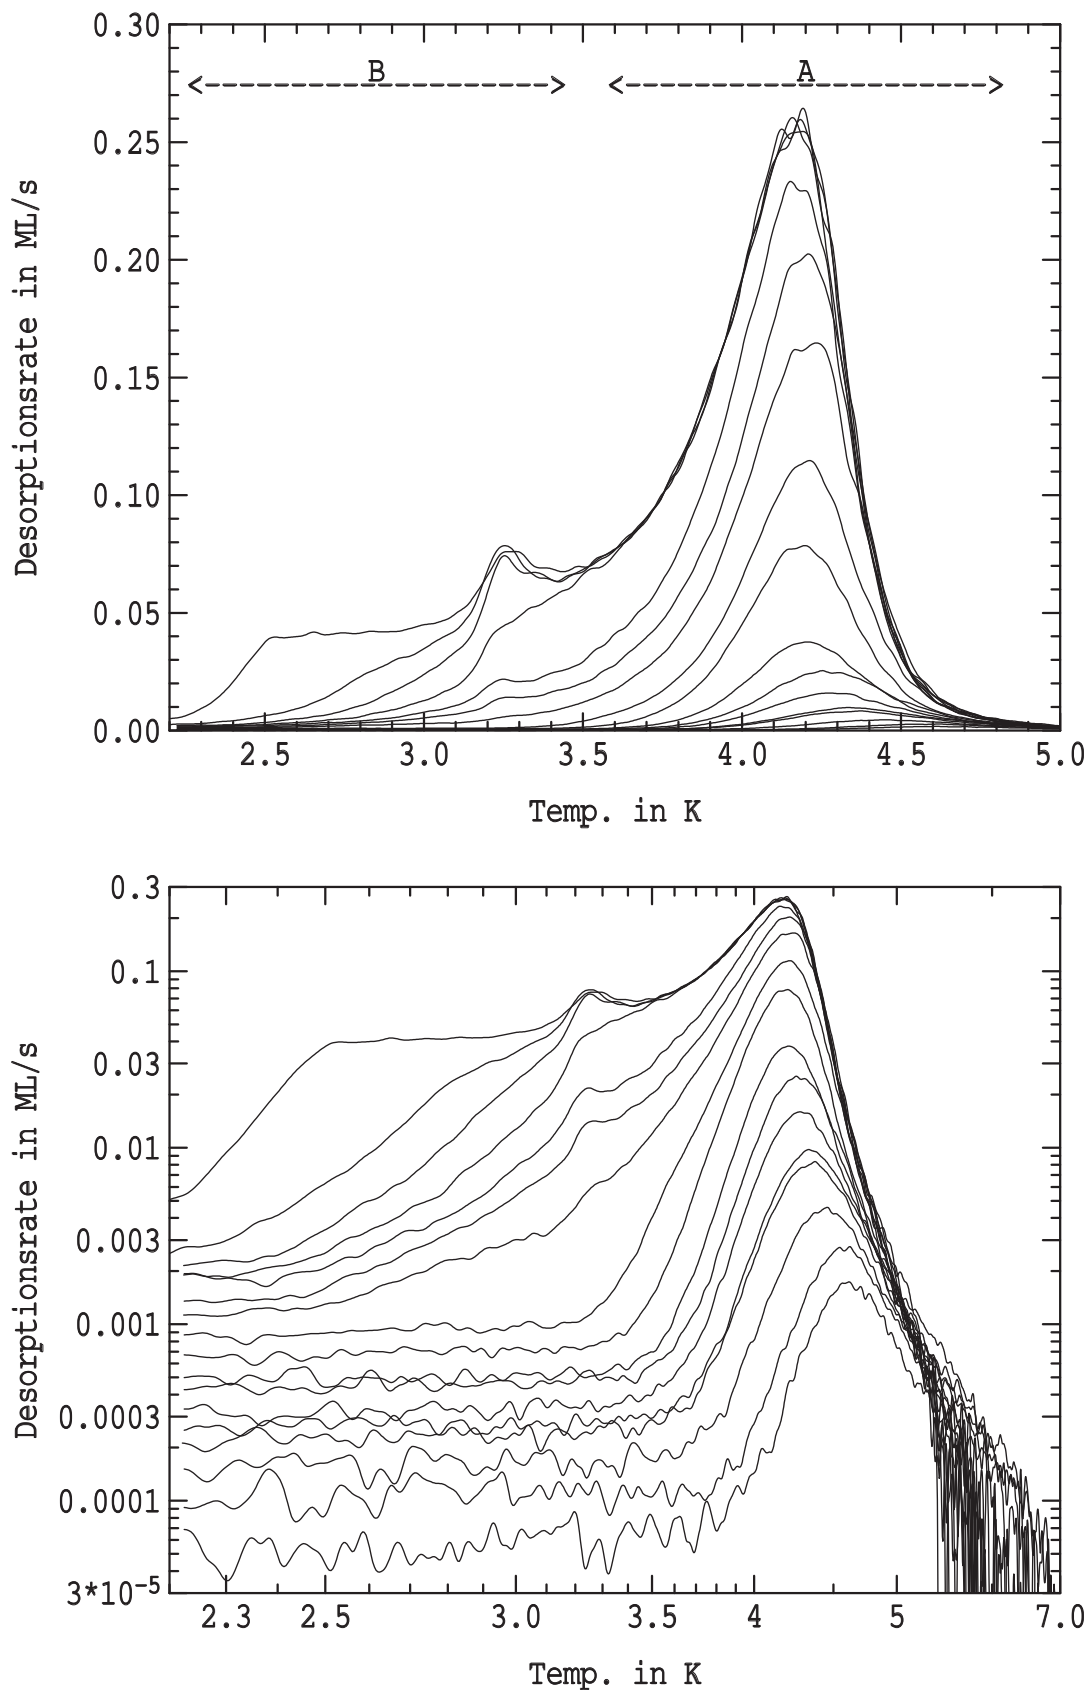 0.30
B
A
0.25
0.20
0.15
0.10
0.05
0.00
Desorptionsrate in ML/s
2.5 3.0 3.5 4.0 4.5 5.0
Temp. in K
0.3
0.1
0.03
0.01
0.003
0.001
0.0003
0.0001
3*10⁻⁵
Desorptionsrate in ML/s
2.3 2.5 3.0 3.5 4 5 7.0
Temp. in K